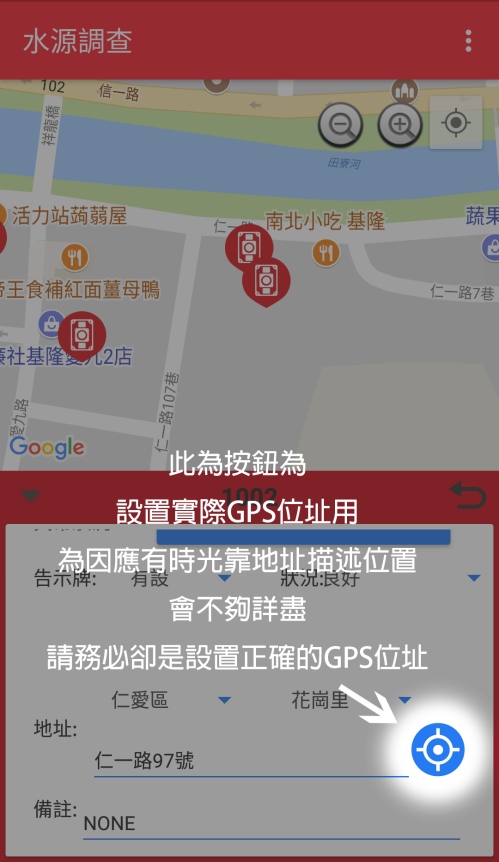 水源調查
102
信一路
祥龍橋
田寮河
活力站蒟蒻屋
仁一
南北小吃 基隆
蔬果
帝王食補紅面薑母鴨
仁一路7巷
社基隆愛九2店
愛九路
仁一路107巷
Google
此為按鈕為
1002
設置實際GPS位址用
為因應有時光靠地址描述位置
告示牌:
有設
狀況:良好
會不夠詳盡
請務必卻是設置正確的GPS位址
仁愛區
花崗里
地址:
仁一路97號
備註:
NONE